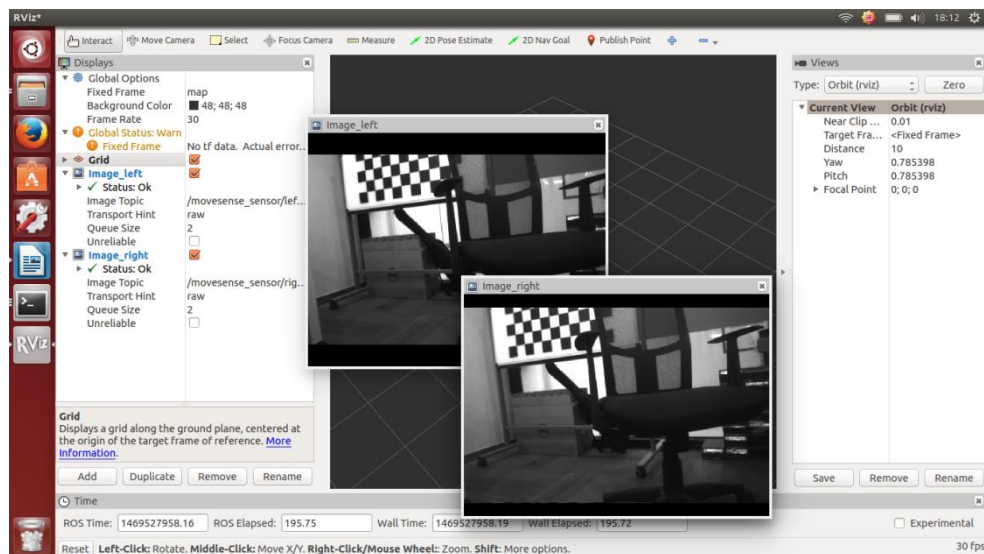 RViz*
18:12
Interact Move Camera Select Focus Camera Measure 2D Pose Estimate 2D Nav Goal Publish Point
Displays
Global Options
Fixed Frame map
Background Color 48; 48; 48
Frame Rate 30
Global Status: Warn
Fixed Frame No tf data. Actual error..
Grid
Image_left
Status: Ok
Image Topic /movesense_sensor/lef..
Transport Hint raw
Queue Size 2
Unreliable
Image_right
Status: Ok
Image Topic /movesense_sensor/rig..
Transport Hint raw
Queue Size 2
Unreliable
Grid
Displays a grid along the ground plane, centered at
the origin of the target frame of reference. More
Information.
Add Duplicate Remove Rename
Image_left
Image_right
Views
Type: Orbit (rviz) Zero
Current View Orbit (rviz)
Near Clip ... 0.01
Target Fra... <Fixed Frame>
Distance 10
Yaw 0.785398
Pitch 0.785398
Focal Point 0; 0; 0
Save Remove Rename
Time
ROS Time: 1469527958.16 ROS Elapsed: 195.75 Wall Time: 1469527958.19 Wall Elapsed: 195.72 Experimental
Reset Left-Click: Rotate. Middle-Click: Move X/Y. Right-Click/Mouse Wheel:: Zoom. Shift: More options. 30 fps
RViz